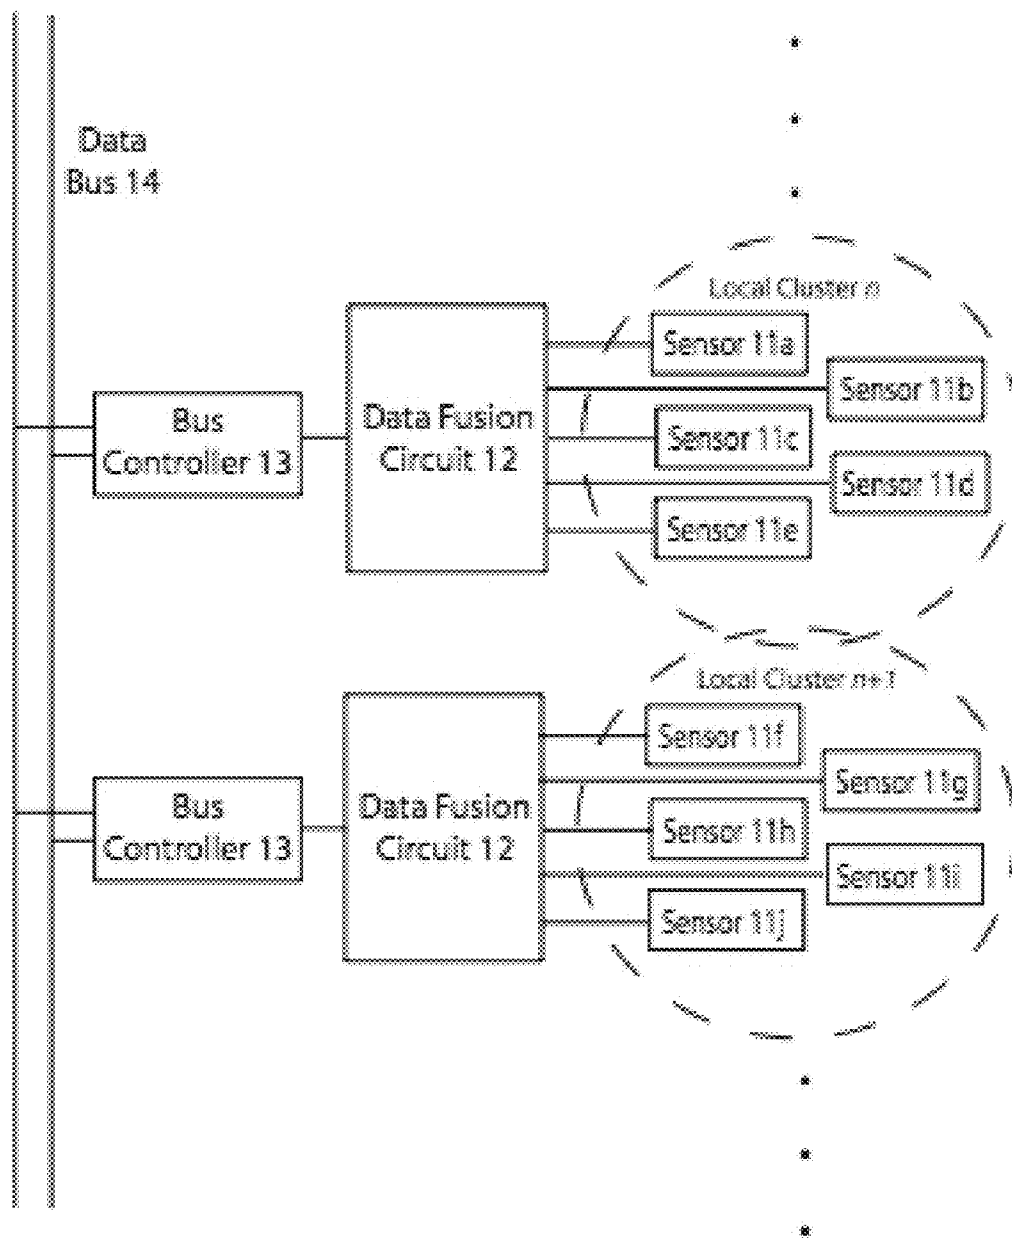 Data
Bus 14
Local Cluster n
Sensor 11a
Sensor 11b
Bus
Controller 13
Data Fusion
Circuit 12
Sensor 11c
Sensor 11d
Sensor 11e
Local Cluster n+1
Sensor 11f
Sensor 11g
Bus
Controller 13
Data Fusion
Circuit 12
Sensor 11h
Sensor 11i
Sensor 11j